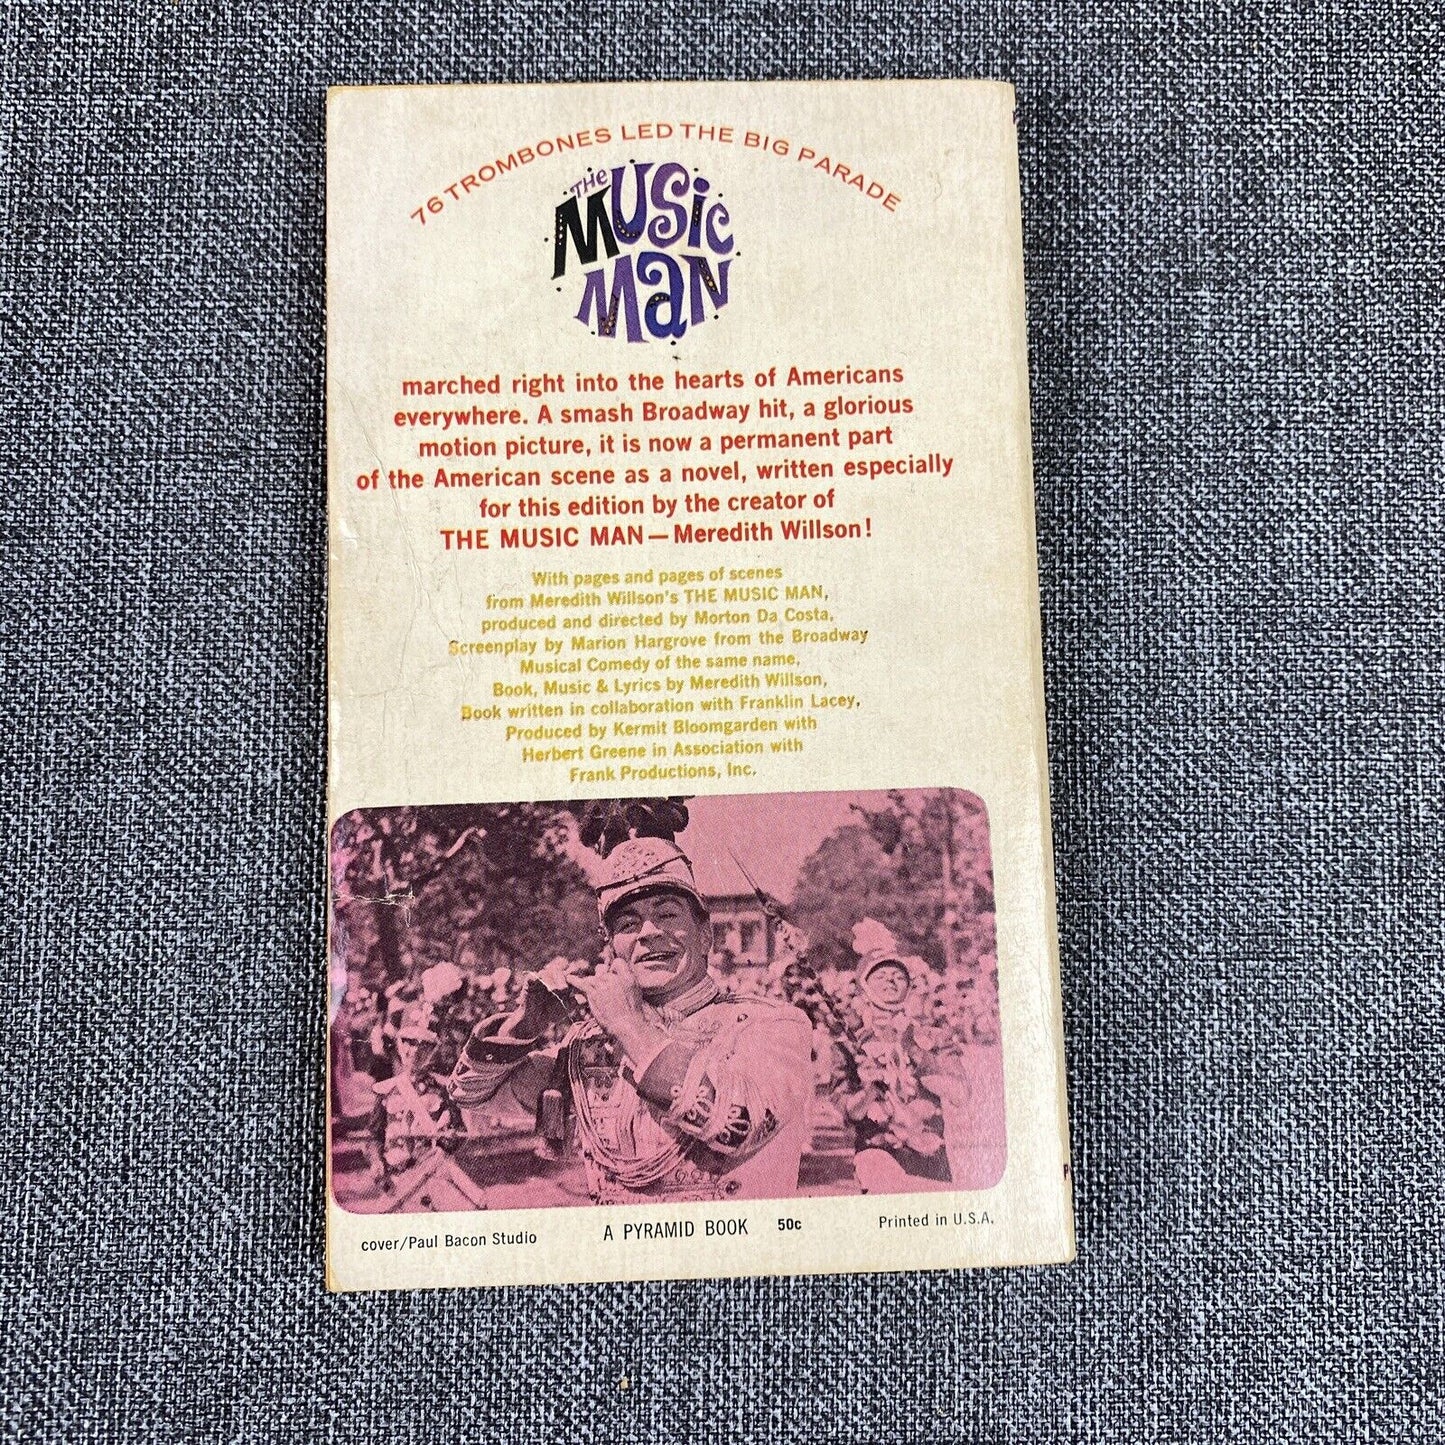 76 TROMBONES LED THE BIG PARADE
THe
MUSic
MaN
marched right into the hearts of Americans
everywhere. A smash Broadway hit, a glorious
motion picture, it is now a permanent part
of the American scene as a novel, written especially
for this edition by the creator of
THE MUSIC MAN — Meredith Willson!
With pages and pages of scenes
from Meredith Willson's THE MUSIC MAN,
produced and directed by Morton Da Costa,
Screenplay by Marion Hargrove from the Broadway
Musical Comedy of the same name,
Book, Music & Lyrics by Meredith Willson,
Book written in collaboration with Franklin Lacey,
Produced by Kermit Bloomgarden with
Herbert Greene in Association with
Frank Productions, Inc.
cover/Paul Bacon Studio A PYRAMID BOOK 50c Printed in U.S.A.